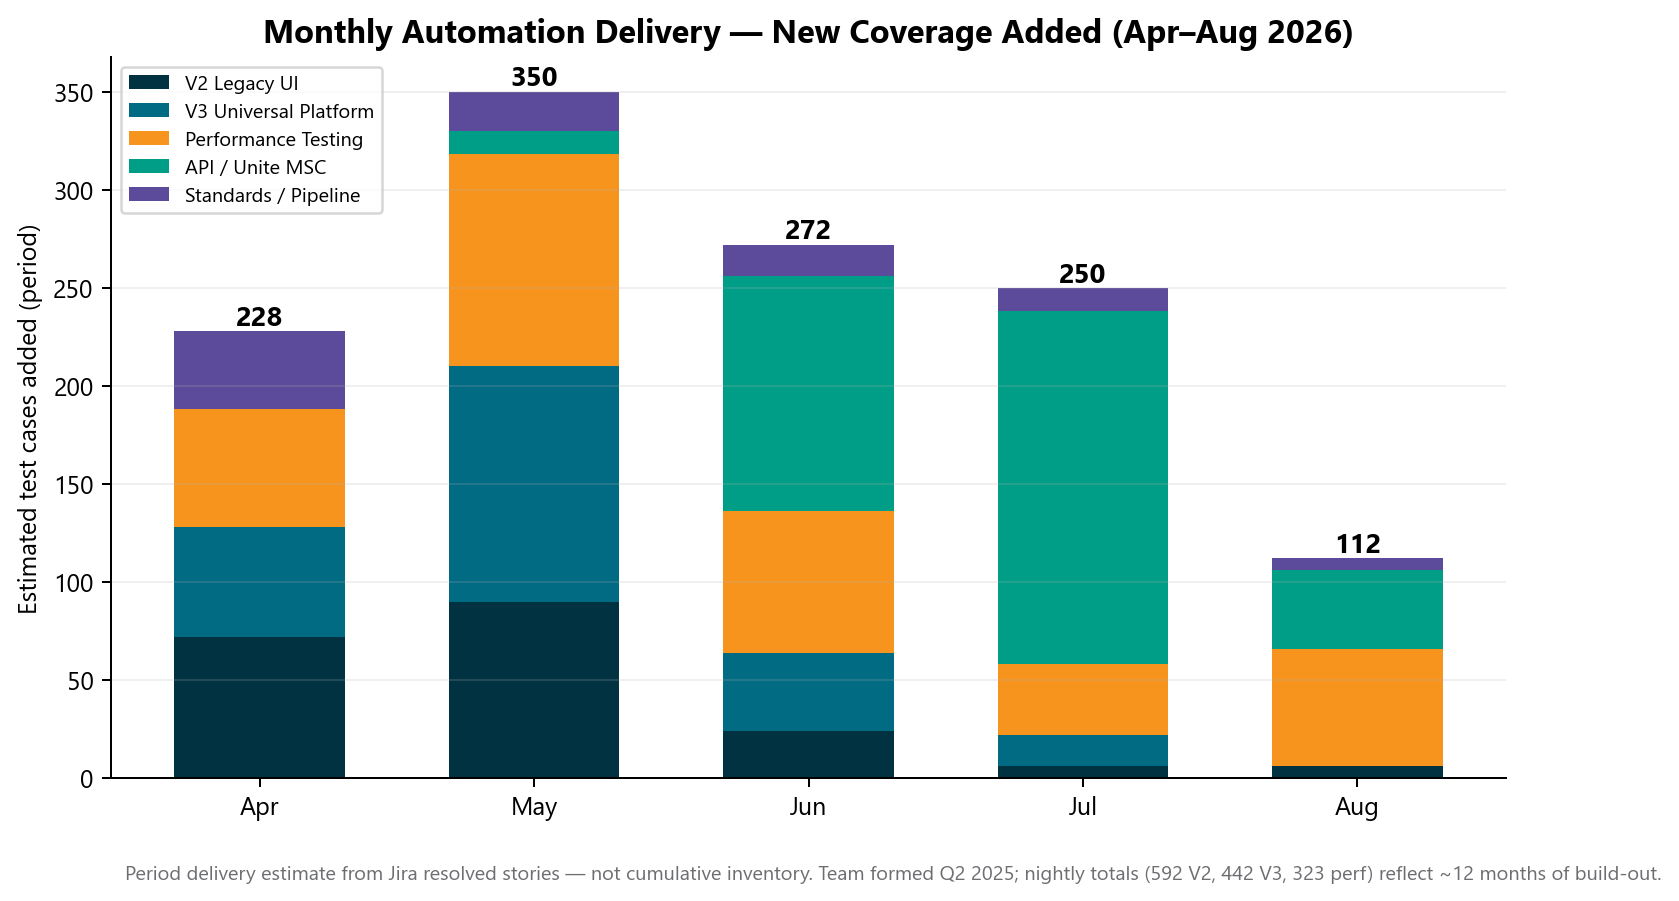 Monthly Automation Delivery — New Coverage Added (Apr–Aug 2026)
V2 Legacy UI
V3 Universal Platform
Performance Testing
API / Unite MSC
Standards / Pipeline
Estimated test cases added (period)
350
300
250
200
150
100
50
0
228
350
272
250
112
Apr
May
Jun
Jul
Aug
Period delivery estimate from Jira resolved stories — not cumulative inventory. Team formed Q2 2025; nightly totals (592 V2, 442 V3, 323 perf) reflect ~12 months of build-out.